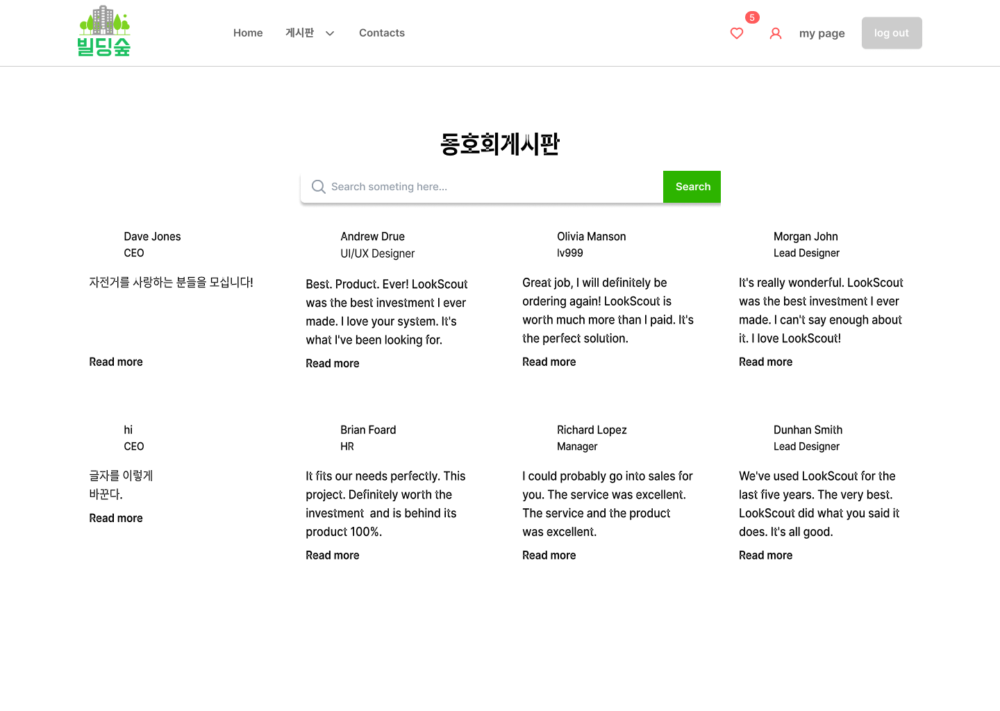 빌딩숲
Home 게시판 Contacts
5
my page
log out
동호회게시판
Search someting here...
Search
Dave Jones
CEO
자전거를 사랑하는 분들을 모십니다!
Read more
Andrew Drue
UI/UX Designer
Best. Product. Ever! LookScout
was the best investment I ever
made. I love your system. It's
what I've been looking for.
Read more
Olivia Manson
lv999
Great job, I will definitely be
ordering again! LookScout is
worth much more than I paid. It's
the perfect solution.
Read more
Morgan John
Lead Designer
It's really wonderful. LookScout
was the best investment I ever
made. I can't say enough about
it. I love LookScout!
Read more
hi
CEO
글자를 이렇게
바꾼다.
Read more
Brian Foard
HR
It fits our needs perfectly. This
project. Definitely worth the
investment  and is behind its
product 100%.
Read more
Richard Lopez
Manager
I could probably go into sales for
you. The service was excellent.
The service and the product
was excellent.
Read more
Dunhan Smith
Lead Designer
We've used LookScout for the
last five years. The very best.
LookScout did what you said it
does. It's all good.
Read more